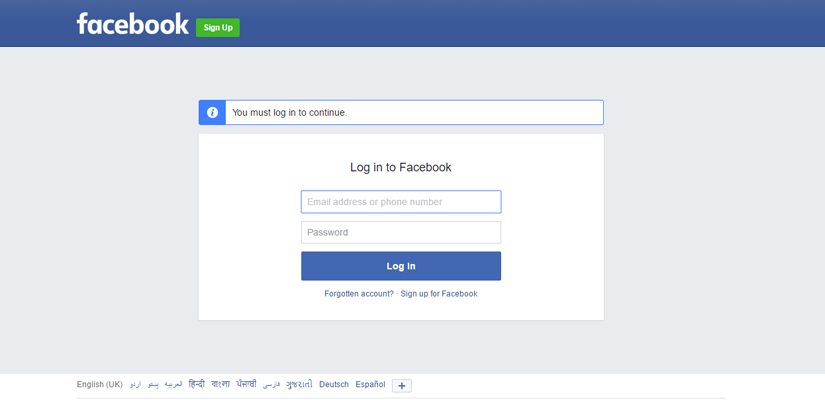 facebook Sign Up
You must log in to continue.
Log in to Facebook
Email address or phone number
Password
Log In
Forgotten account? · Sign up for Facebook
English (UK) اردو پښتو العربية हिन्दी বাংলা ਪੰਜਾਬੀ فارسی ગુજરાતી Deutsch Español +